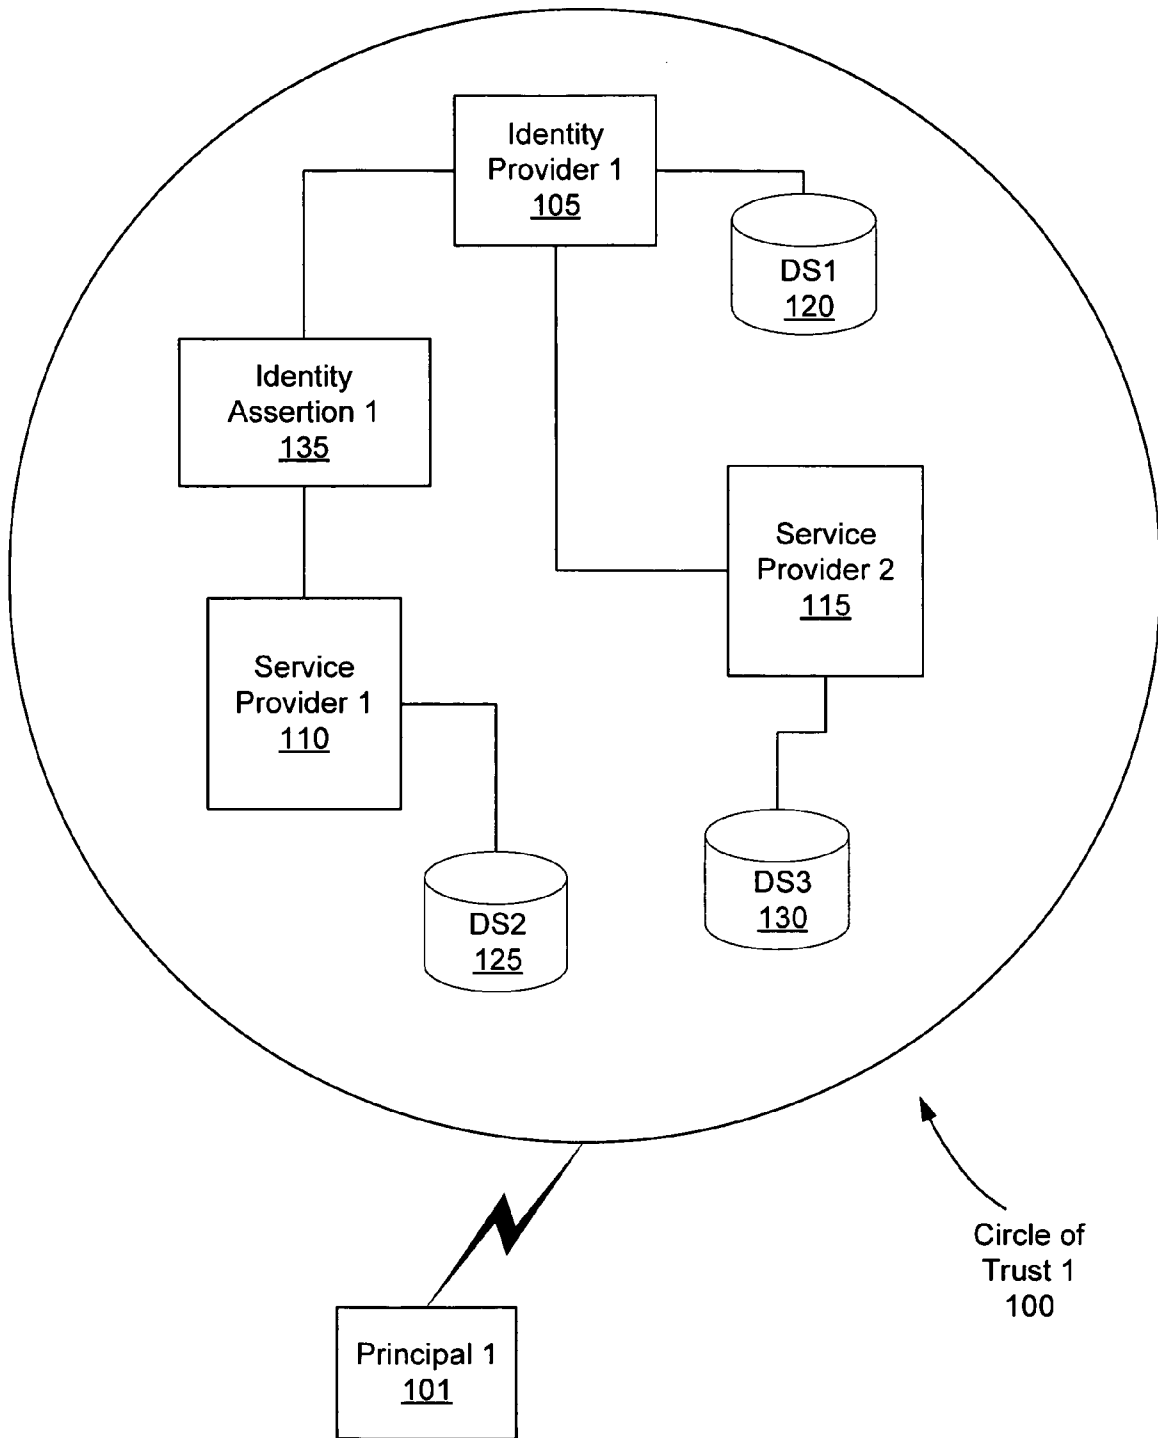 Identity
Provider 1
105
DS1
120
Identity
Assertion 1
135
Service
Provider 2
115
Service
Provider 1
110
DS3
130
DS2
125
Circle of
Trust 1
100
Principal 1
101